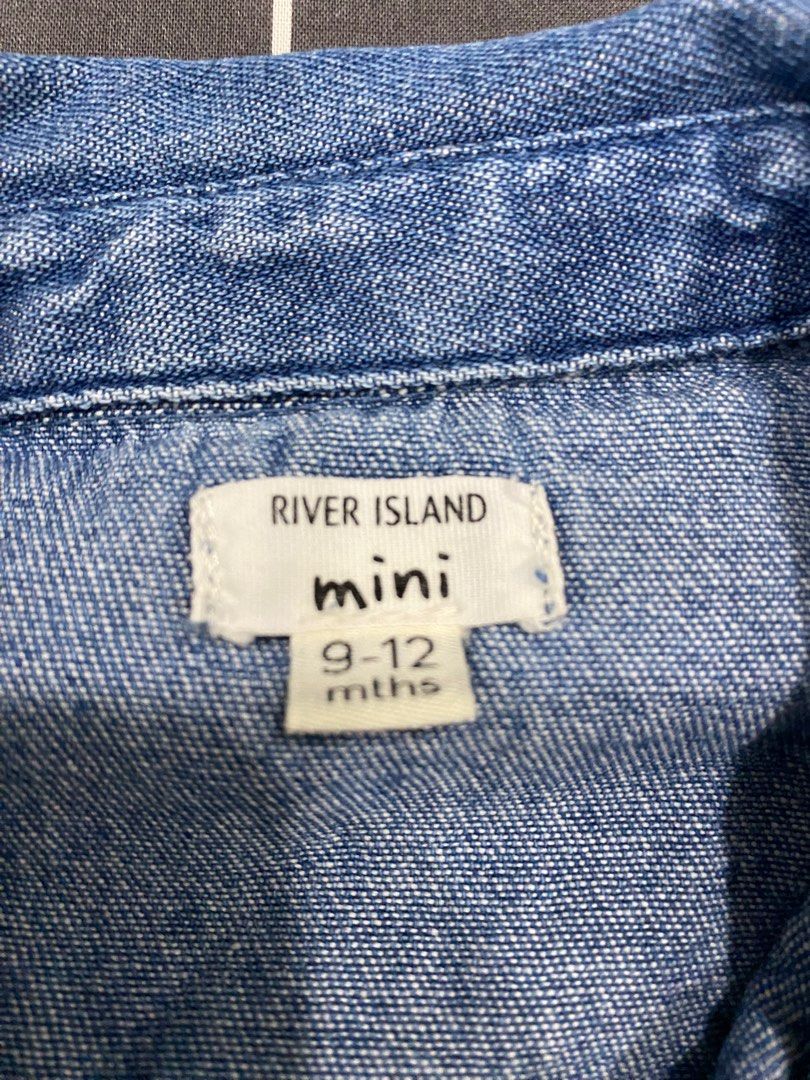 RIVER ISLAND
mini
9-12
mths